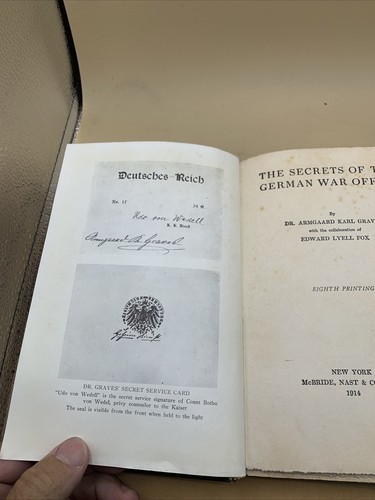 Deutsches Reich
No. 17
Udo von Wedell
Armgaard K. Graves
DR. GRAVES' SECRET SERVICE CARD
"Udo von Wedell" is the secret service signature of Count Botho
von Wedel, privy counselor to the Kaiser
The seal is visible from the front when held to the light
THE SECRETS OF
GERMAN WAR
By
DR. ARMGAARD KARL
with the collaboration of
EDWARD LYELL FOX
EIGHTH PRINTING
NEW YORK
McBRIDE, NAST &
1914